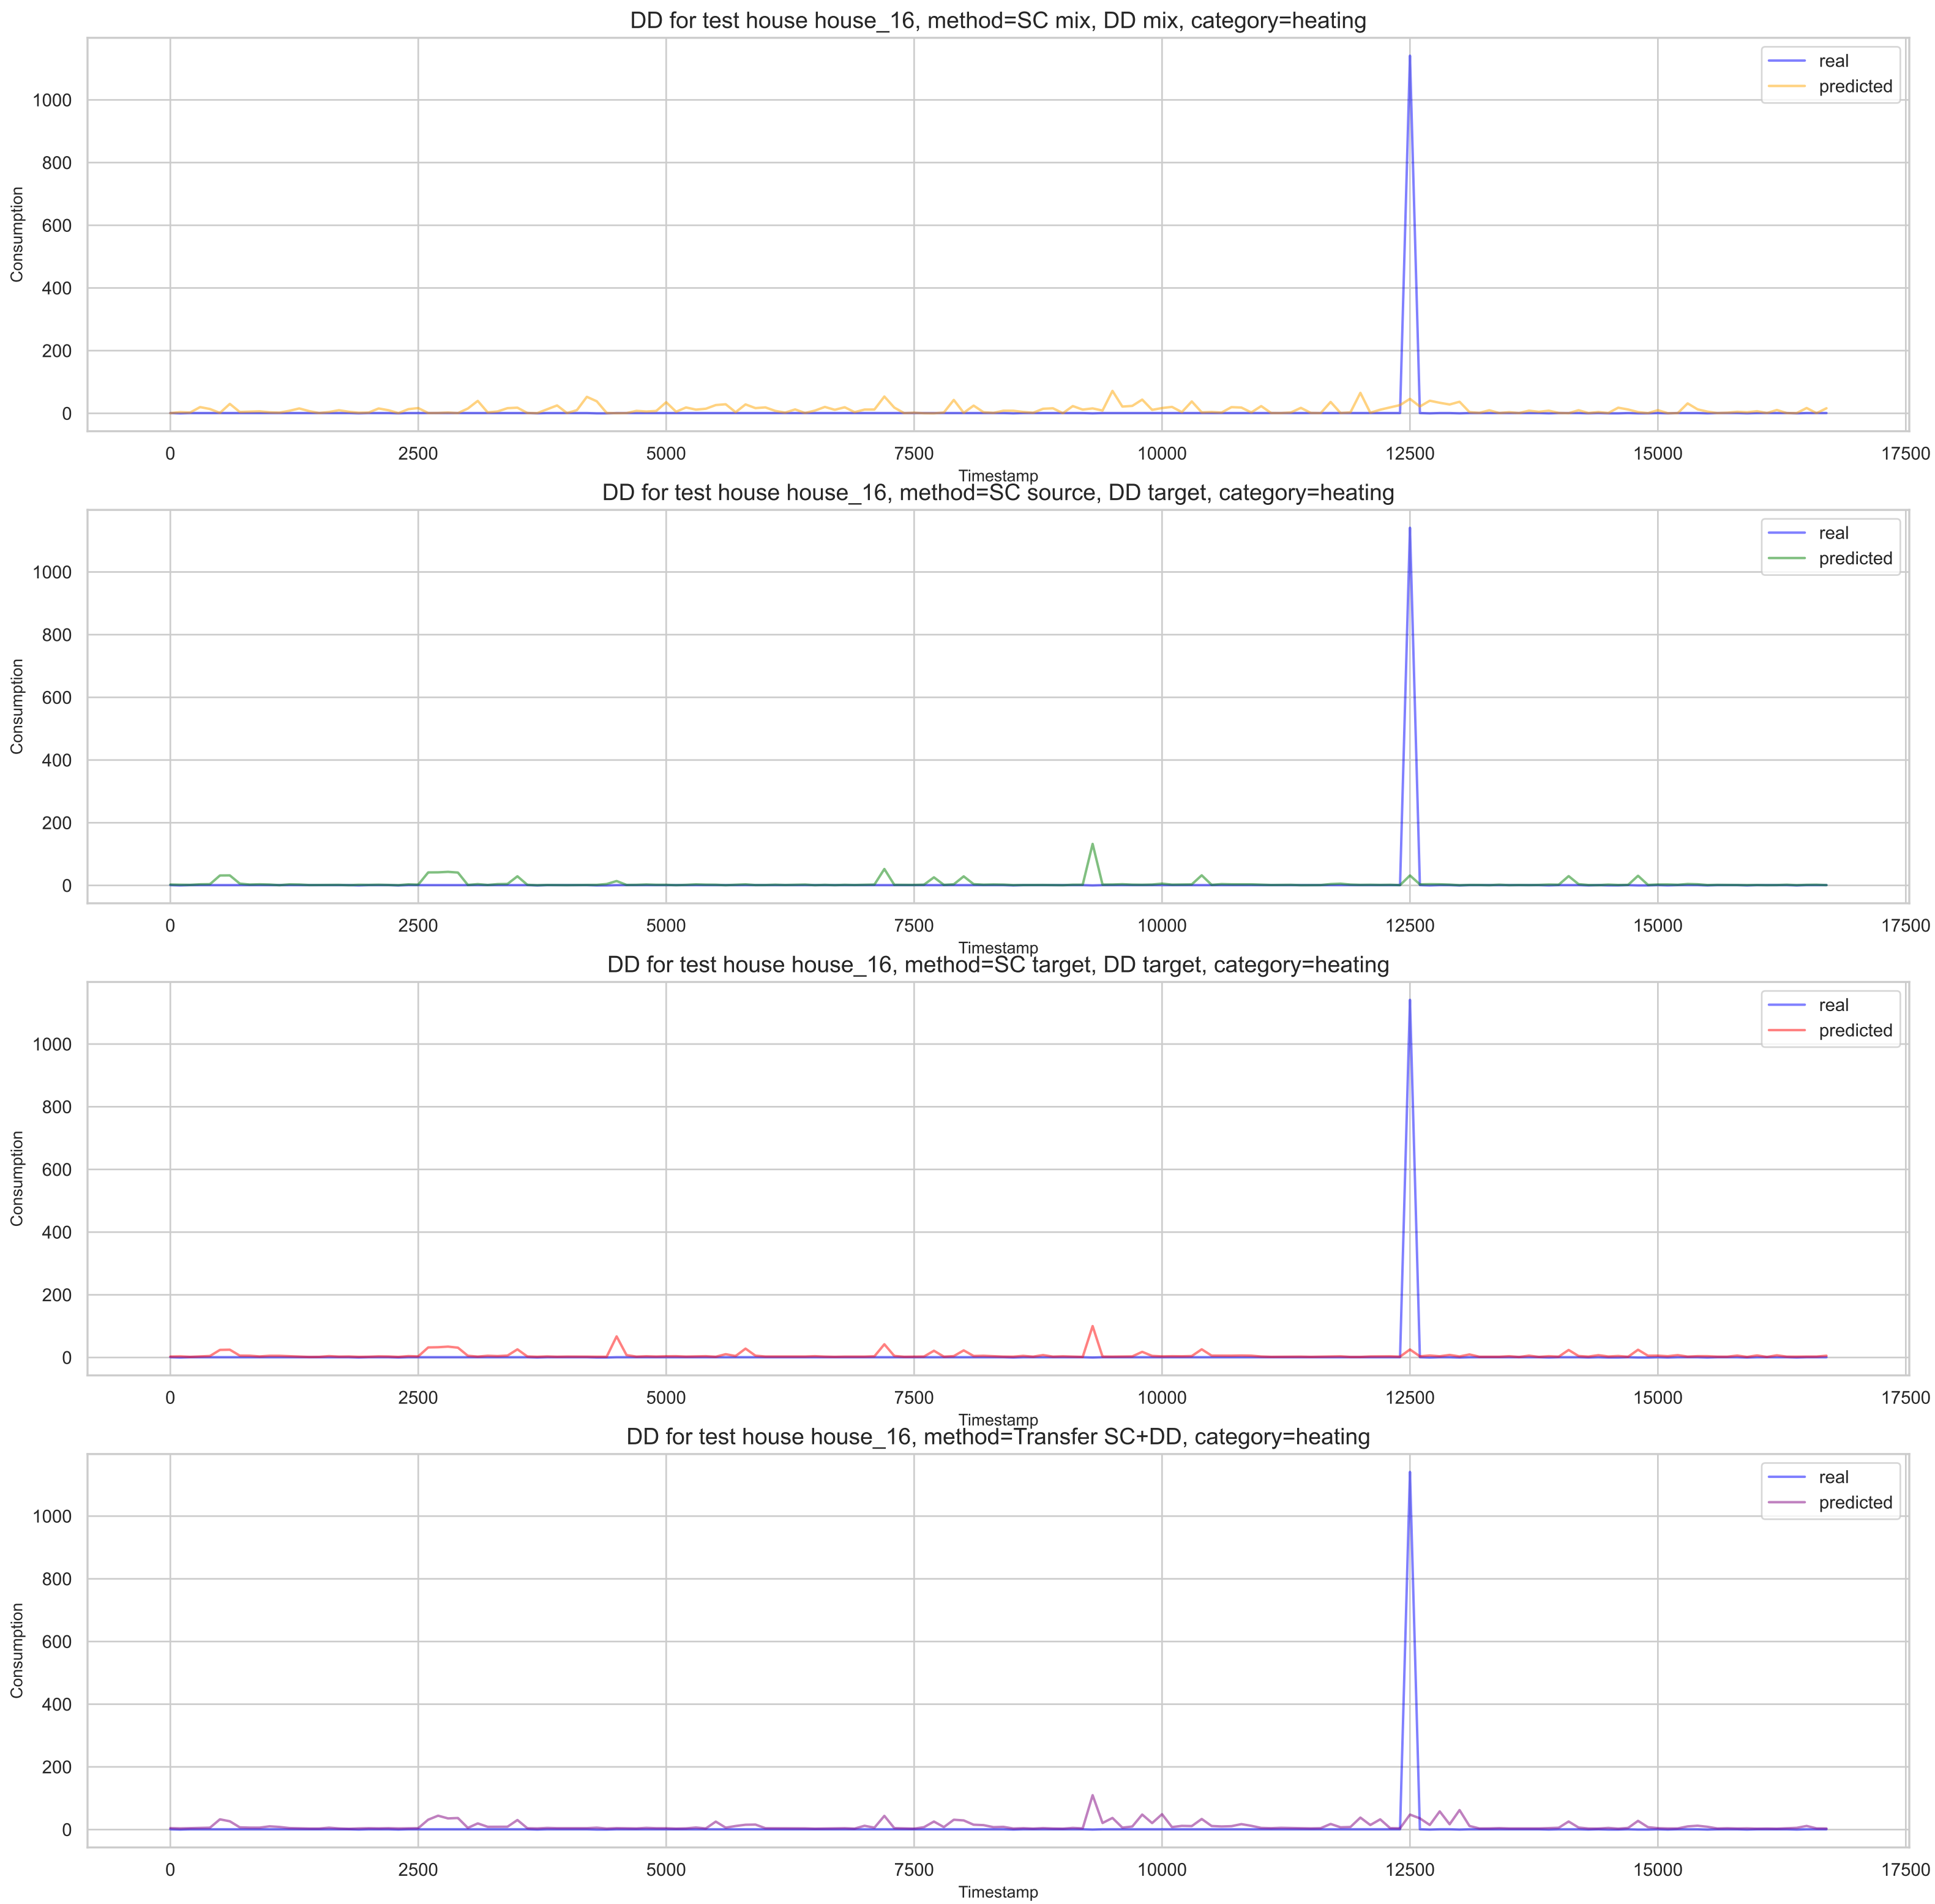 DD for test house house_16, method=SC mix, DD mix, category=heating
real
predicted
1000
800
600
400
200
0
Consumption
0 2500 5000 7500 10000 12500 15000 17500
Timestamp
DD for test house house_16, method=SC source, DD target, category=heating
real
predicted
1000
800
600
400
200
0
Consumption
0 2500 5000 7500 10000 12500 15000 17500
Timestamp
DD for test house house_16, method=SC target, DD target, category=heating
real
predicted
1000
800
600
400
200
0
Consumption
0 2500 5000 7500 10000 12500 15000 17500
Timestamp
DD for test house house_16, method=Transfer SC+DD, category=heating
real
predicted
1000
800
600
400
200
0
Consumption
0 2500 5000 7500 10000 12500 15000 17500
Timestamp